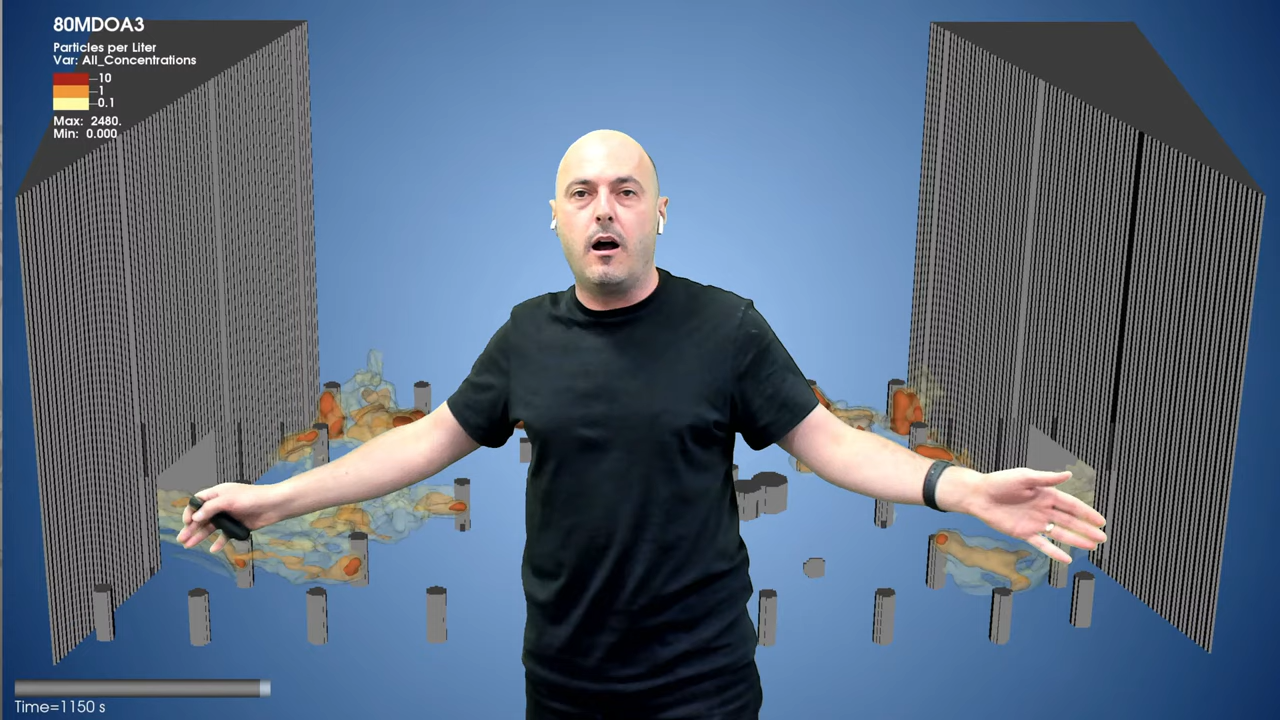 80MDOA3
Particles per Liter
Var: All_Concentrations
10
1
0.1
Max: 2480.
Min: 0.000
Time=1150 s